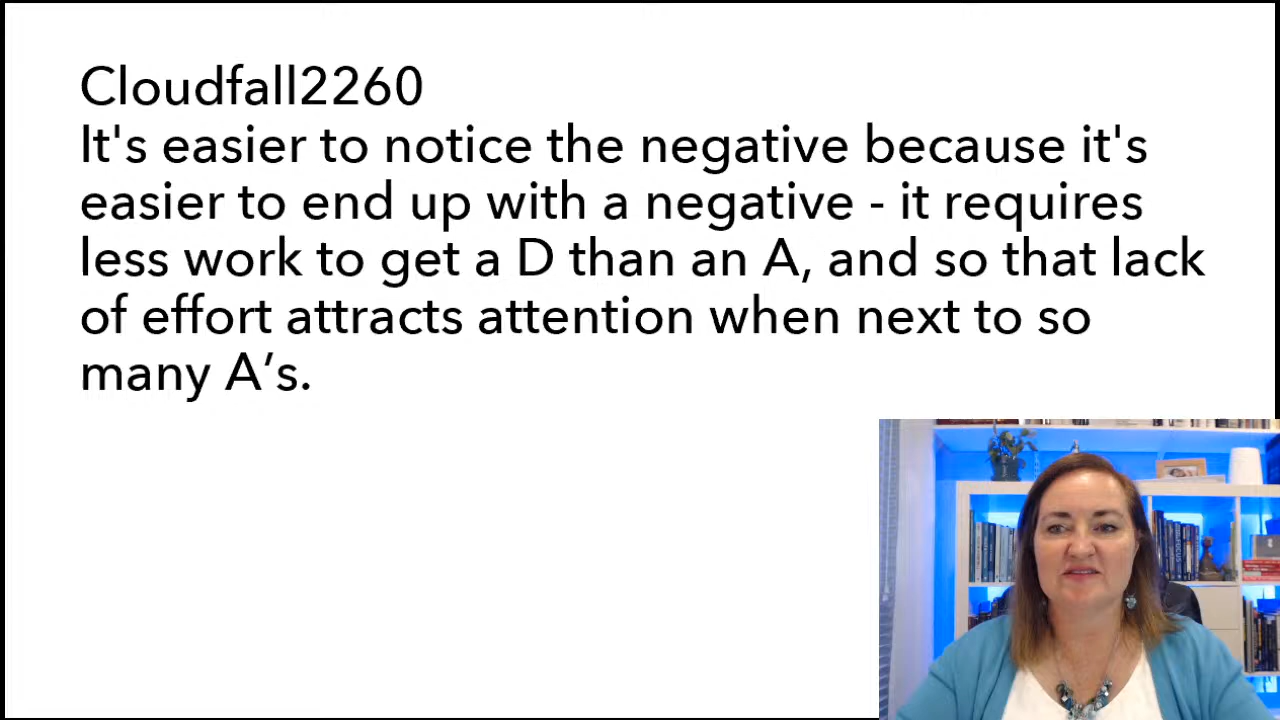 Cloudfall2260
It's easier to notice the negative because it's
easier to end up with a negative - it requires
less work to get a D than an A, and so that lack
of effort attracts attention when next to so
many A’s.